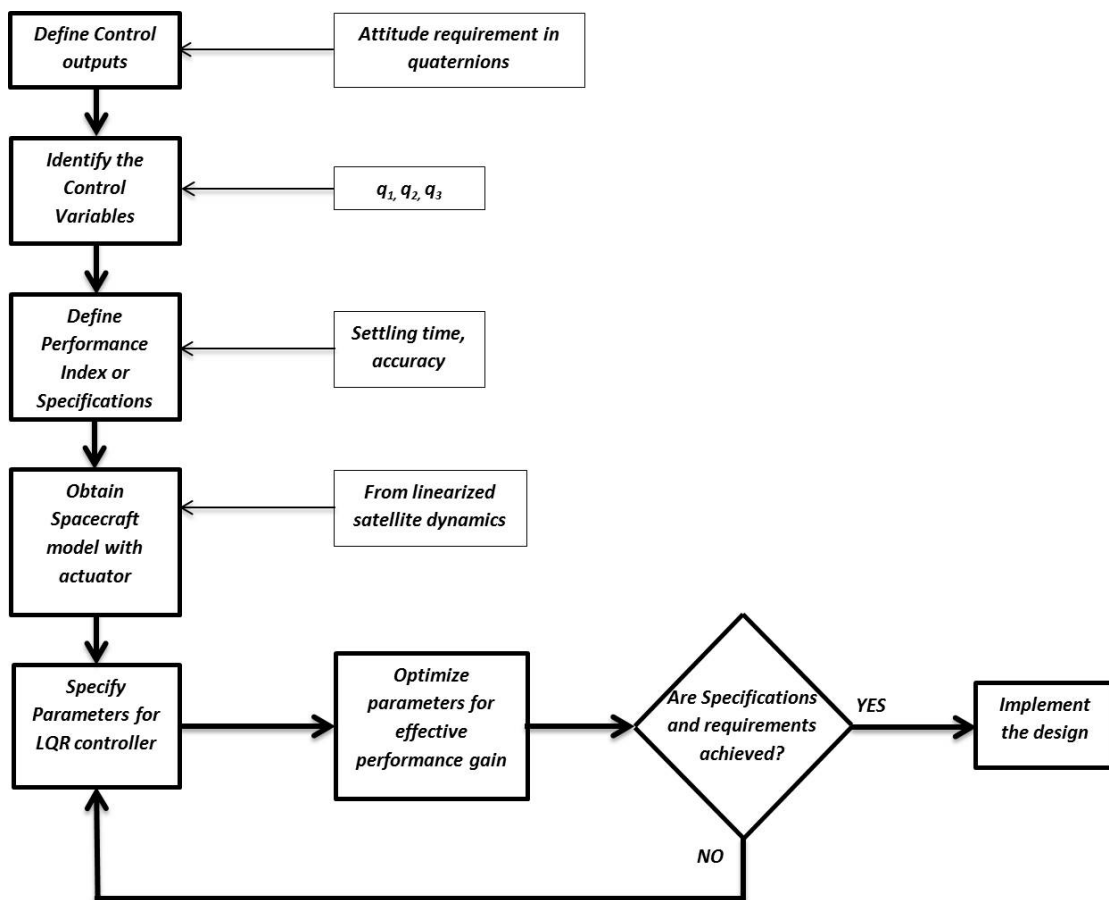 Define Control
outputs
Attitude requirement in
quaternions
Identify the
Control
Variables
q₁, q₂, q₃
Define
Performance
Index or
Specifications
Settling time,
accuracy
Obtain
Spacecraft
model with
actuator
From linearized
satellite dynamics
Specify
Parameters for
LQR controller
Optimize
parameters for
effective
performance gain
Are Specifications
and requirements
achieved?
YES
Implement
the design
NO